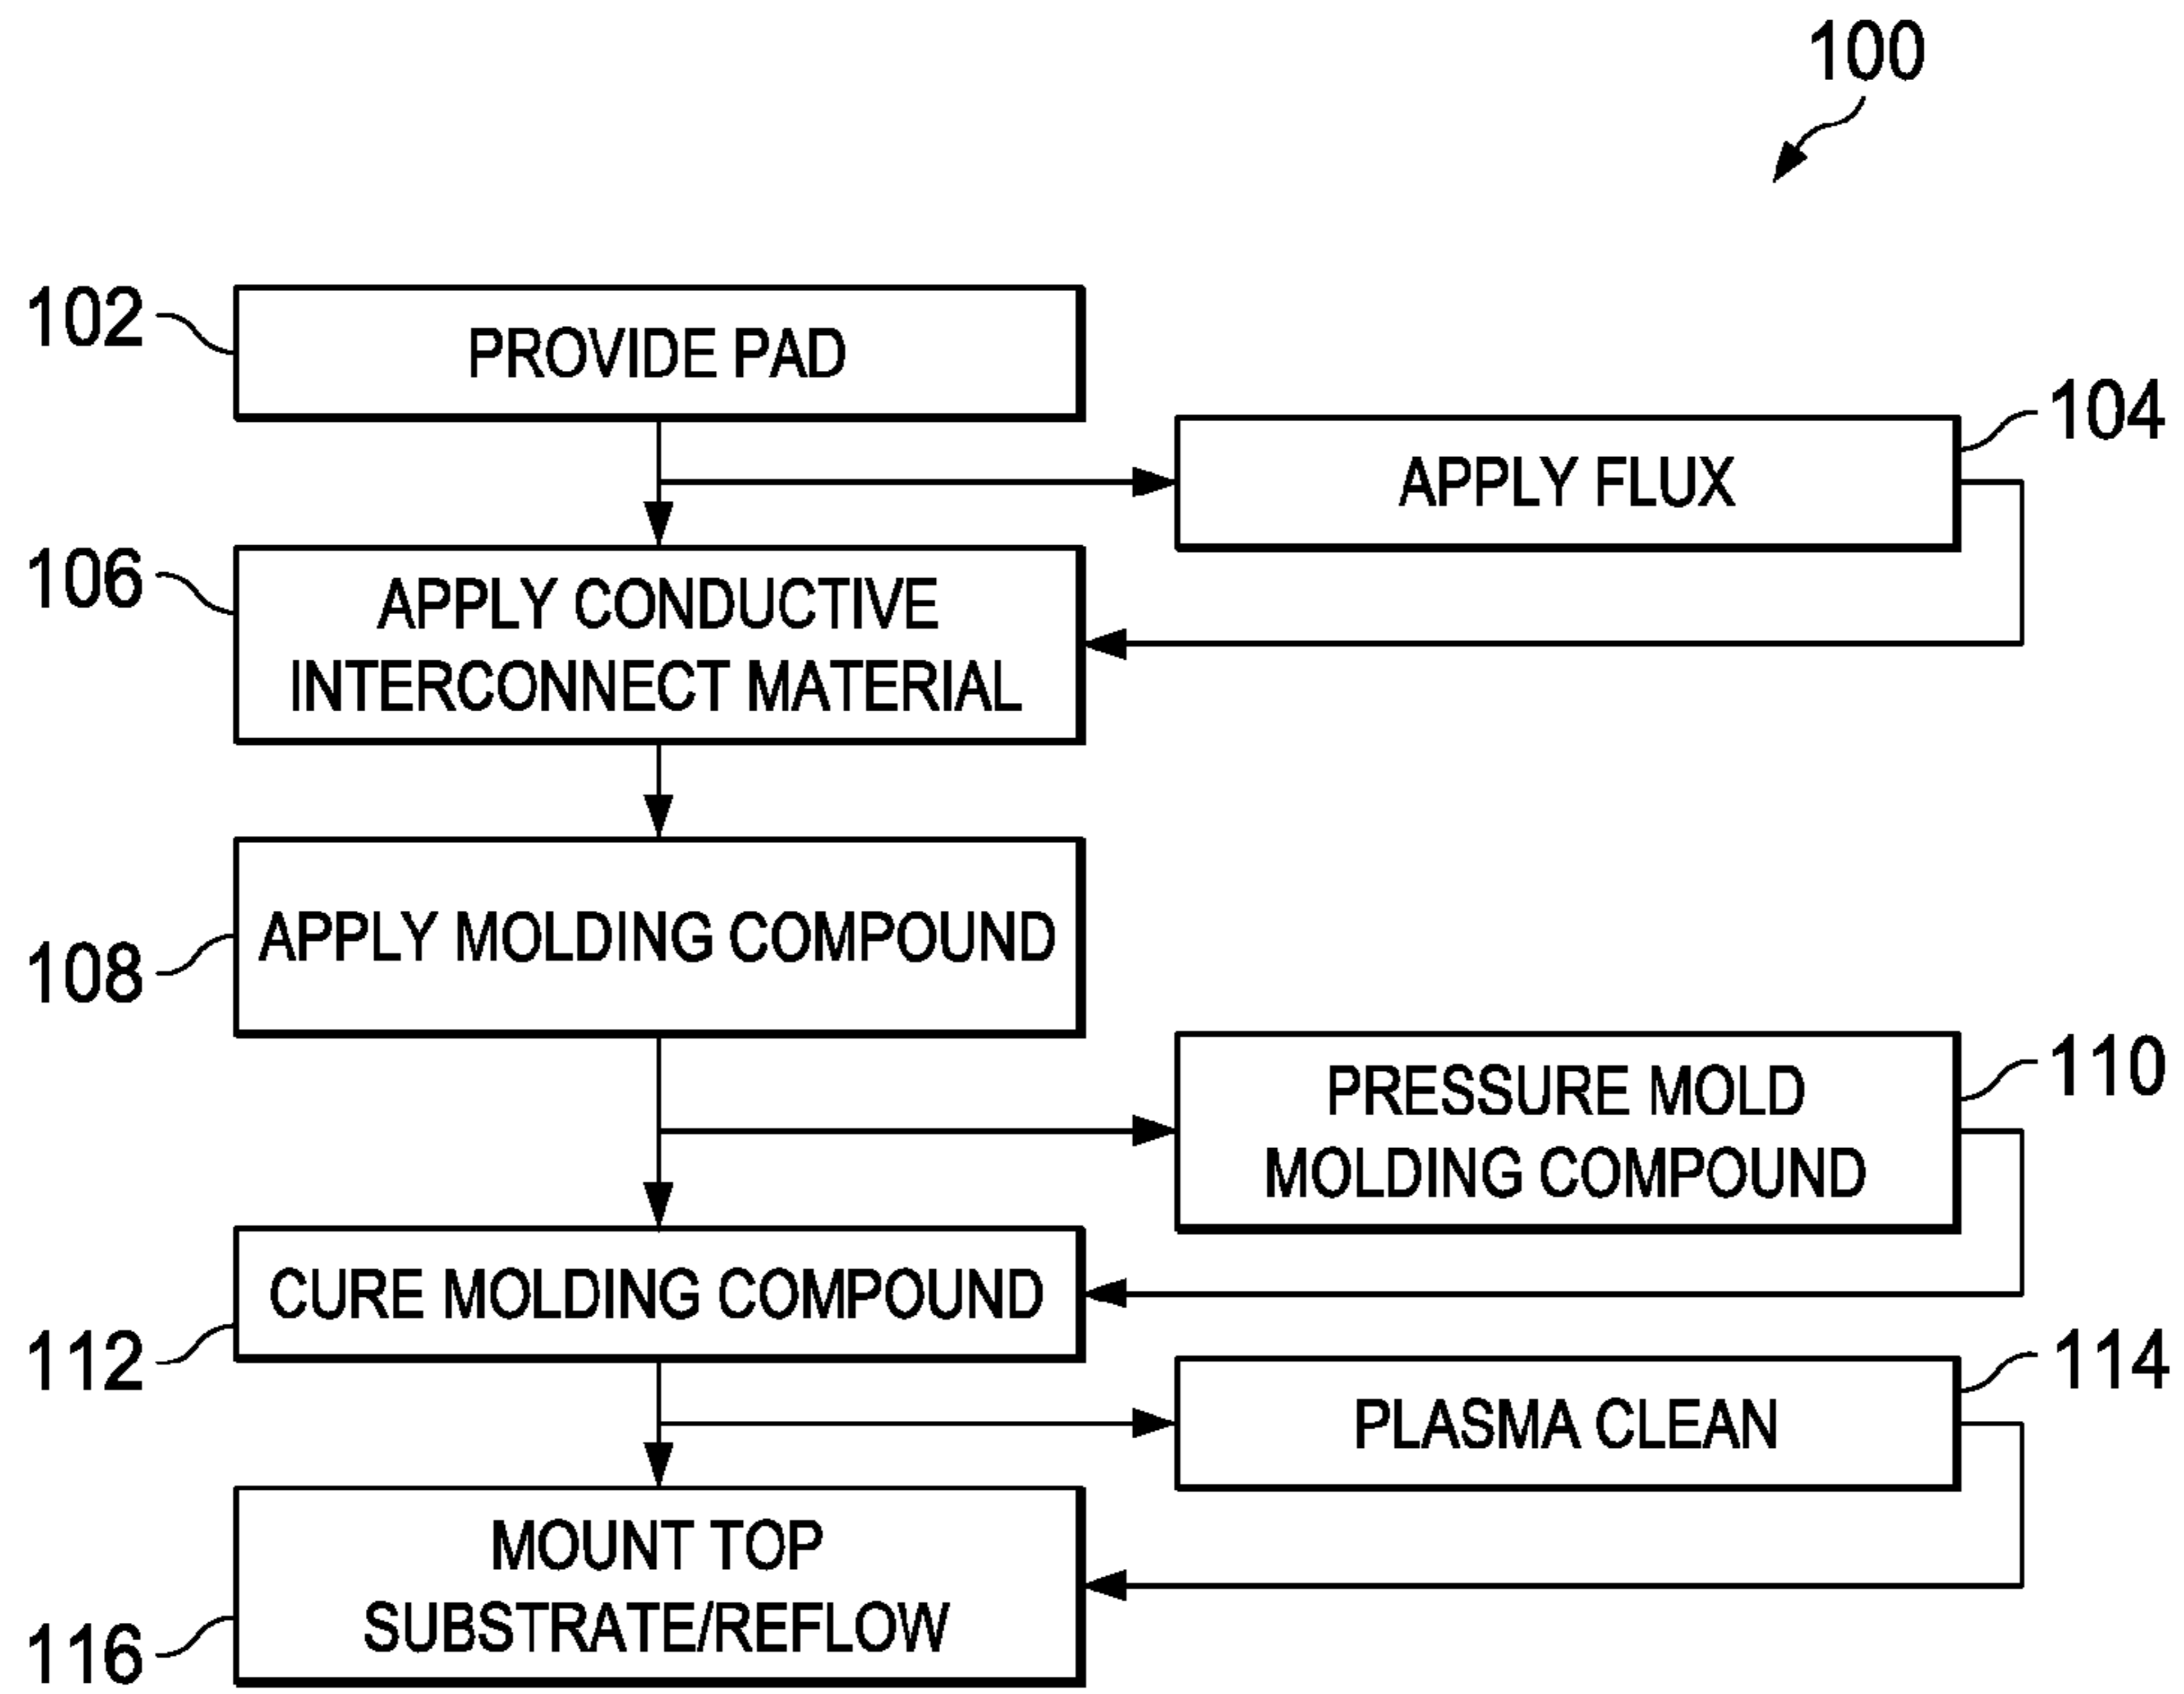 100
102
PROVIDE PAD
104
APPLY FLUX
106
APPLY CONDUCTIVE
INTERCONNECT MATERIAL
108
APPLY MOLDING COMPOUND
110
PRESSURE MOLD
MOLDING COMPOUND
112
CURE MOLDING COMPOUND
114
PLASMA CLEAN
116
MOUNT TOP
SUBSTRATE/REFLOW